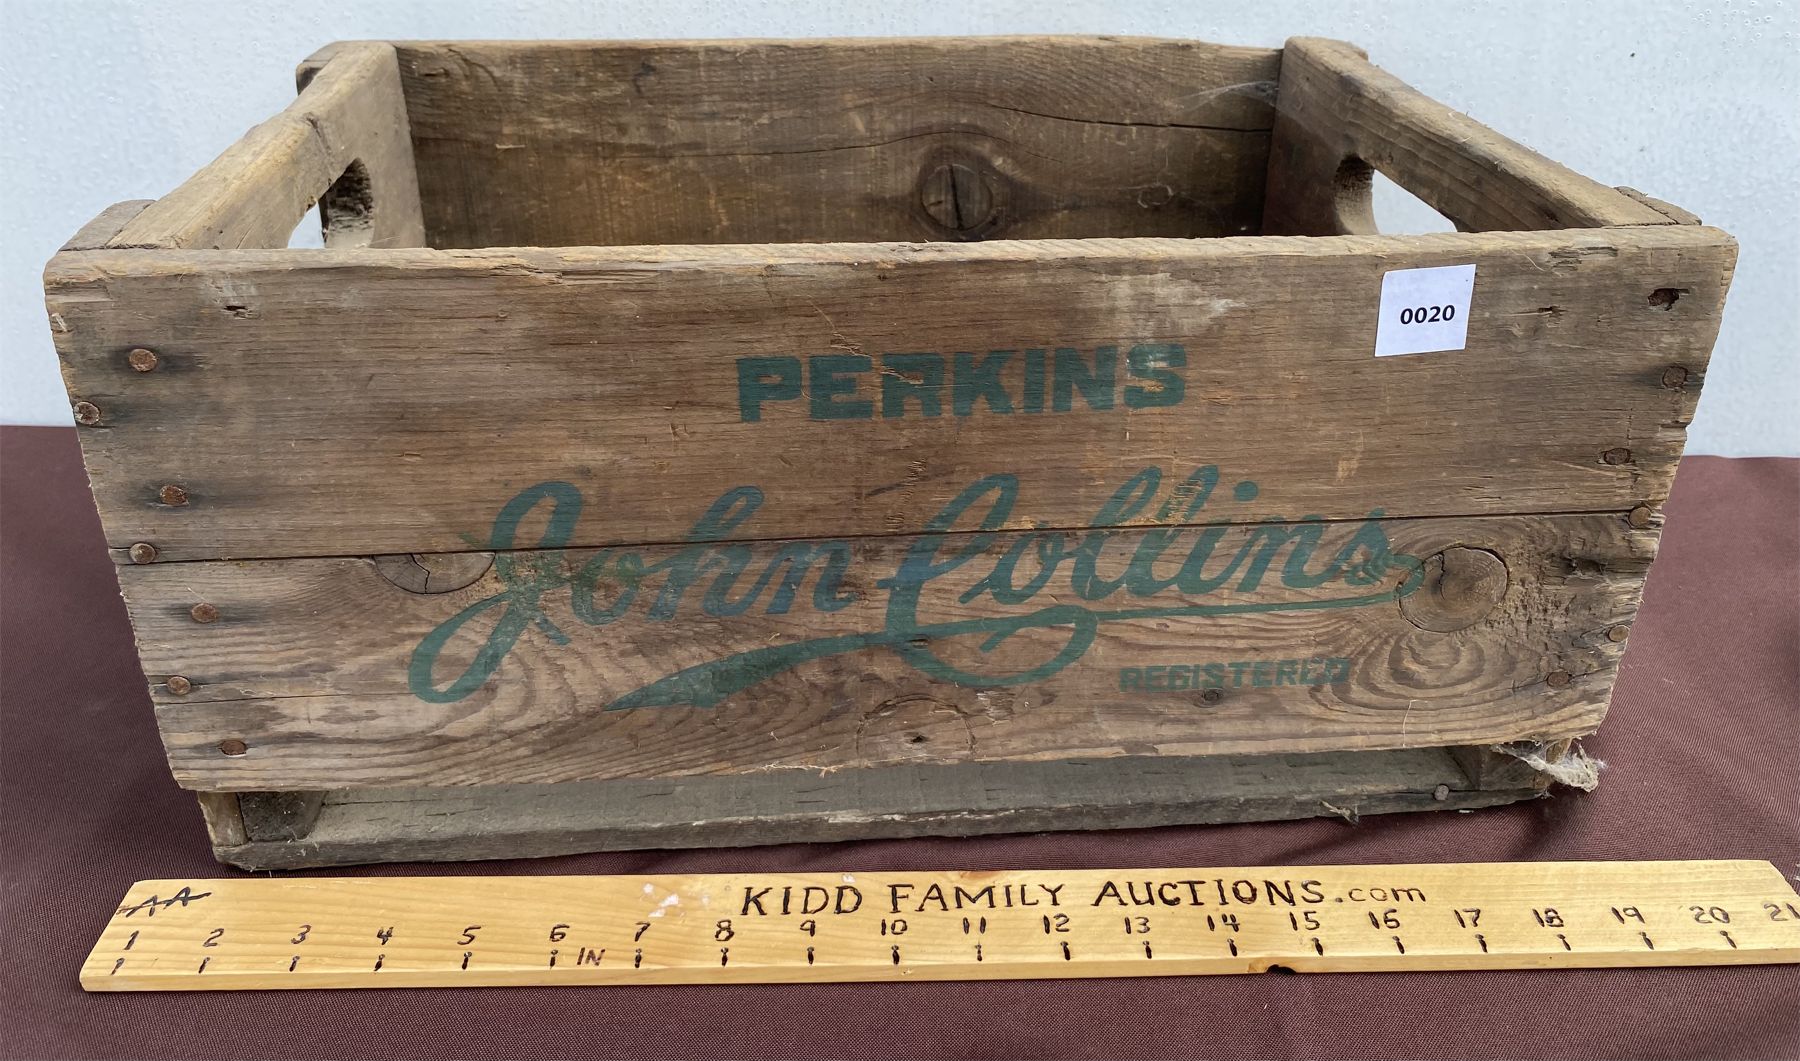 0020
PERKINS
John Collins
REGISTERED
AA KIDD FAMILY AUCTIONS.com
1 2 3 4 5 6 7 8 9 10 11 12 13 14 15 16 17 18 19 20 21
IN